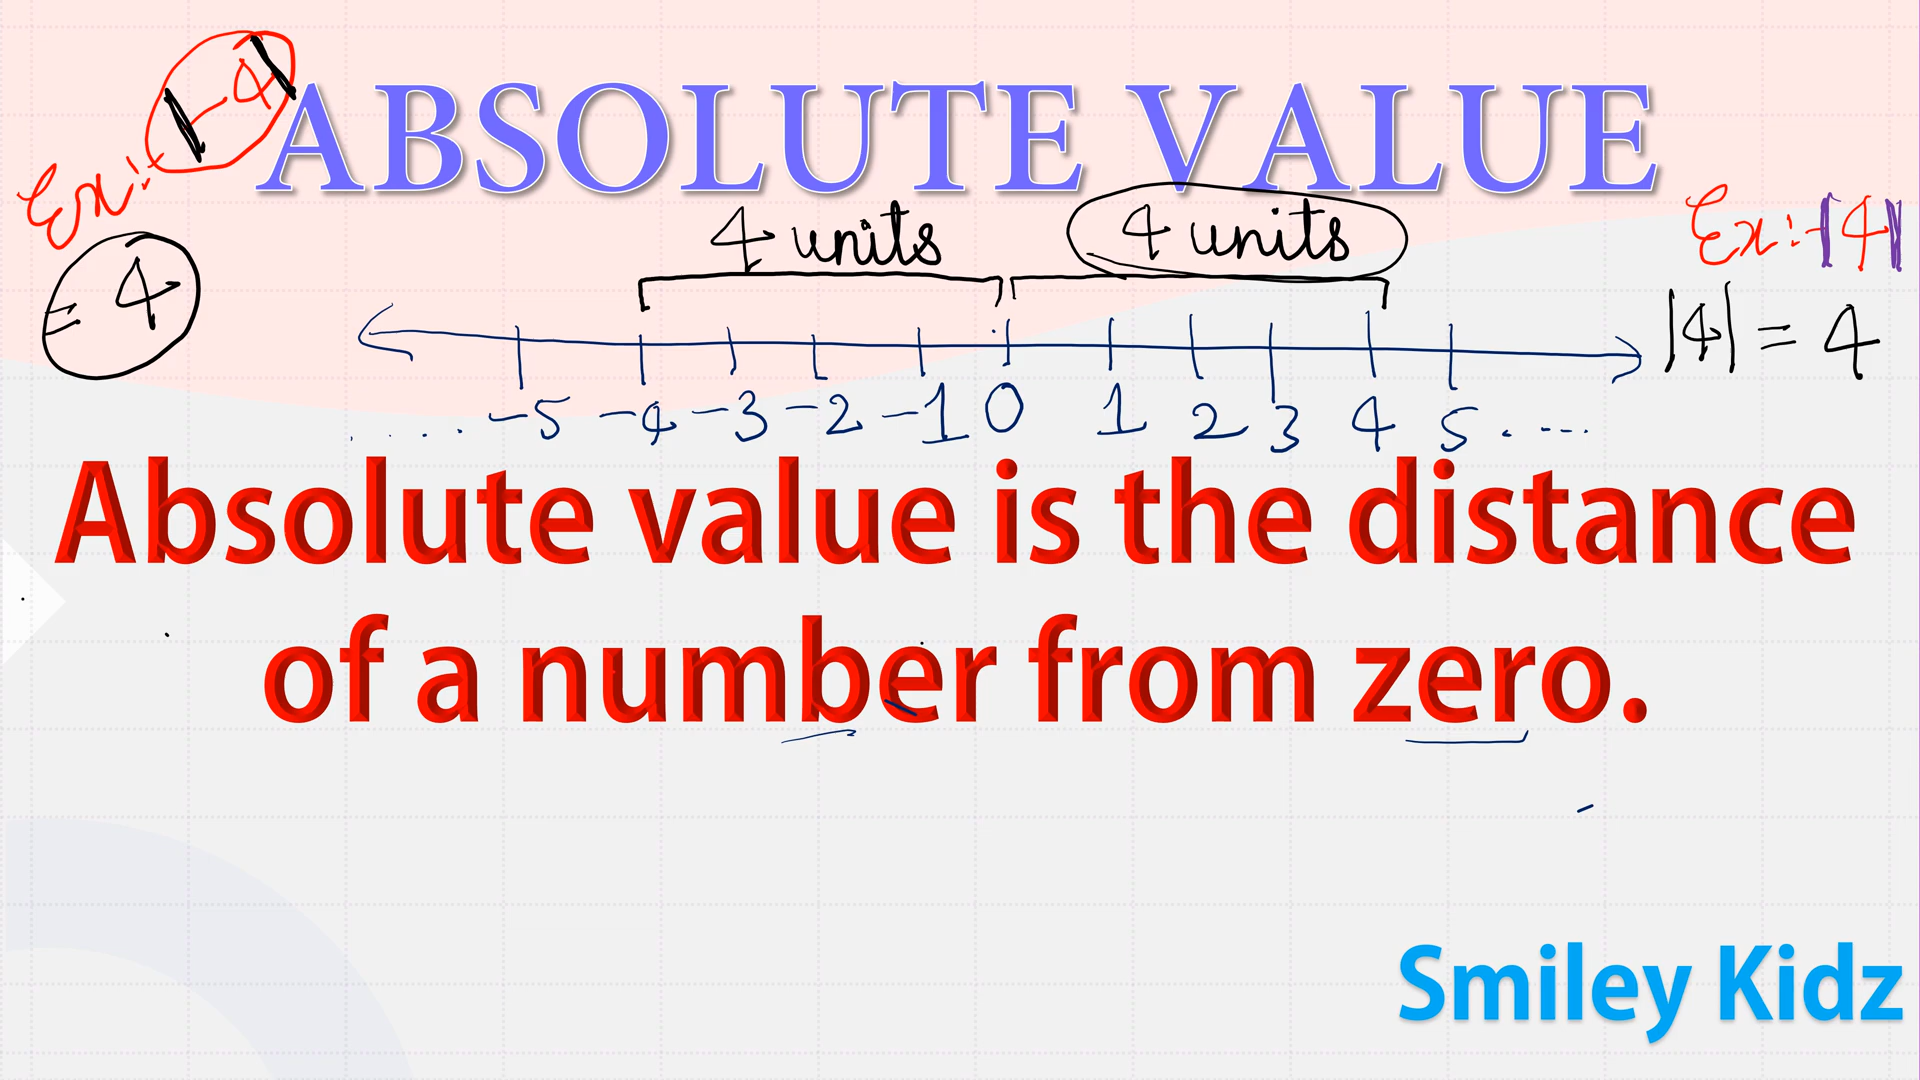 ABSOLUTE VALUE
Ex:- |-4|
= 4
4 units 4 units
Ex:- |4|
|4| = 4
..... -5 -4 -3 -2 -1 0 1 2 3 4 5 .....
Absolute value is the distance
of a number from zero.
Smiley Kidz